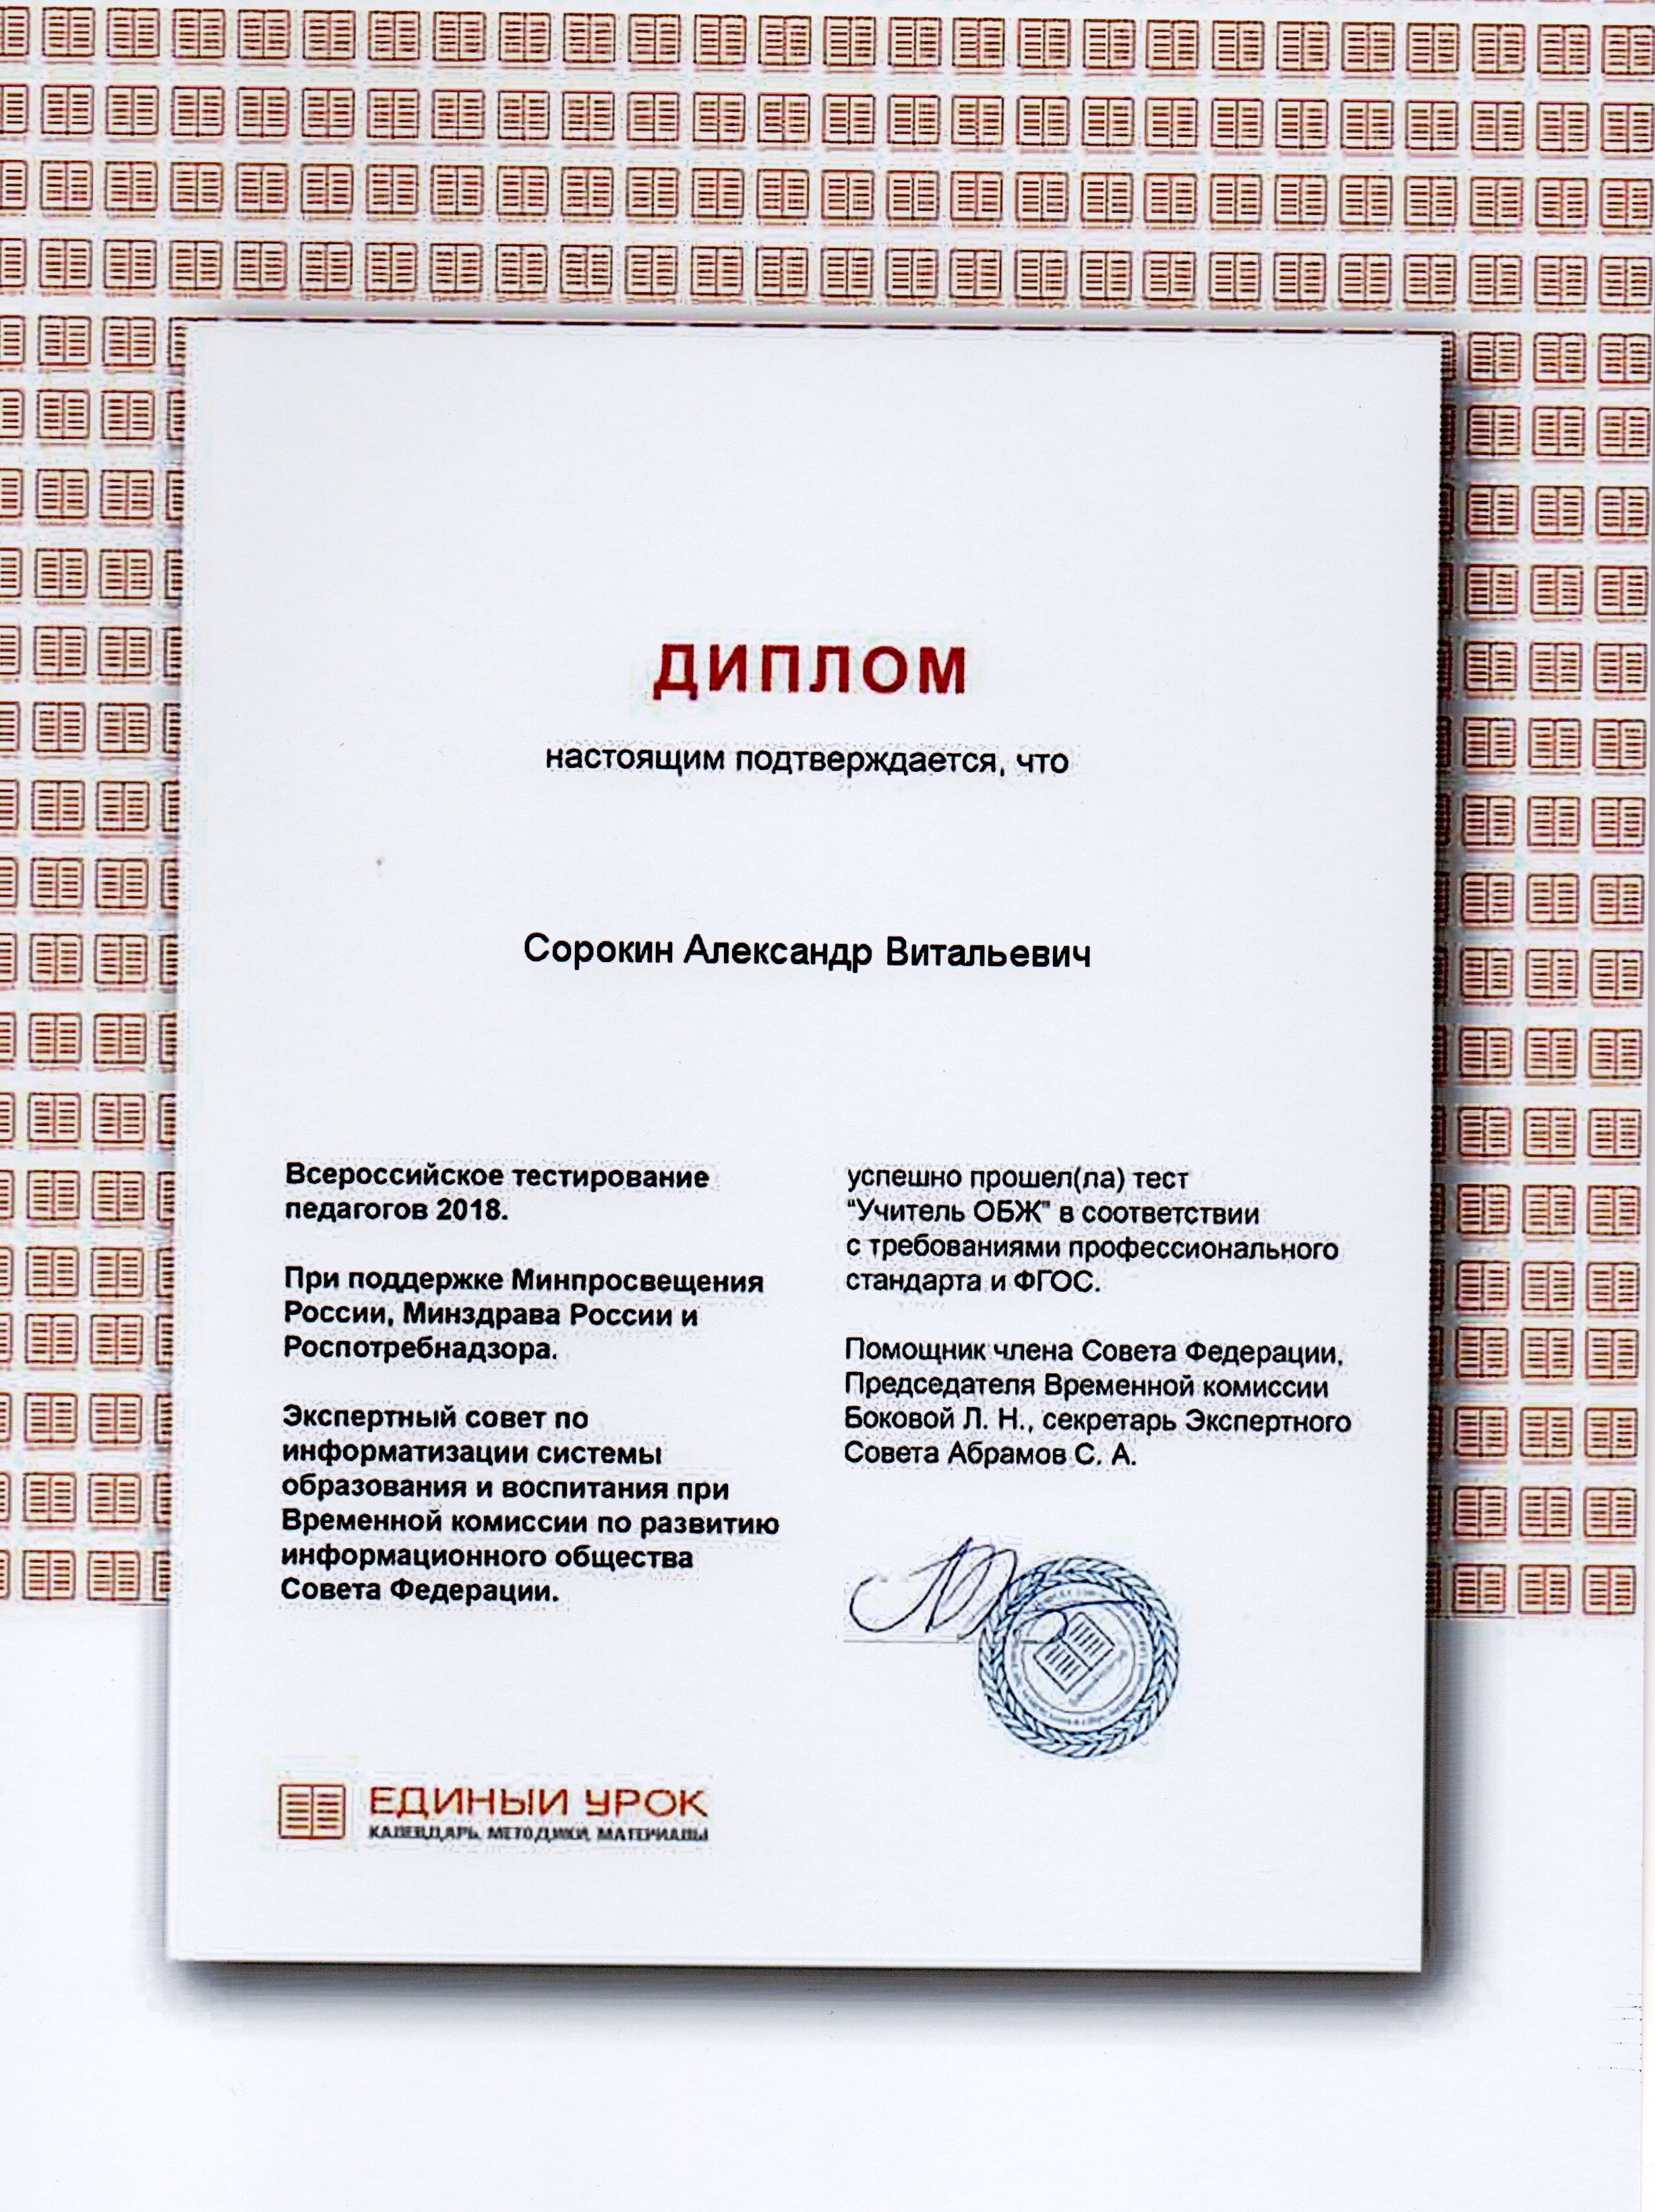 ДИПЛОМ
настоящим подтверждается, что
Сорокин Александр Витальевич
Всероссийское тестирование
педагогов 2018.
При поддержке Минпросвещения
России, Минздрава России и
Роспотребнадзора.
Экспертный совет по
информатизации системы
образования и воспитания при
Временной комиссии по развитию
информационного общества
Совета Федерации.
успешно прошел(ла) тест
“Учитель ОБЖ” в соответствии
с требованиями профессионального
стандарта и ФГОС.
Помощник члена Совета Федерации,
Председателя Временной комиссии
Боковой Л. Н., секретарь Экспертного
Совета Абрамов С. А.
ЕДИНЫЙ УРОК
КАЛЕНДАРЬ, МЕТОДИКИ, МАТЕРИАЛЫ